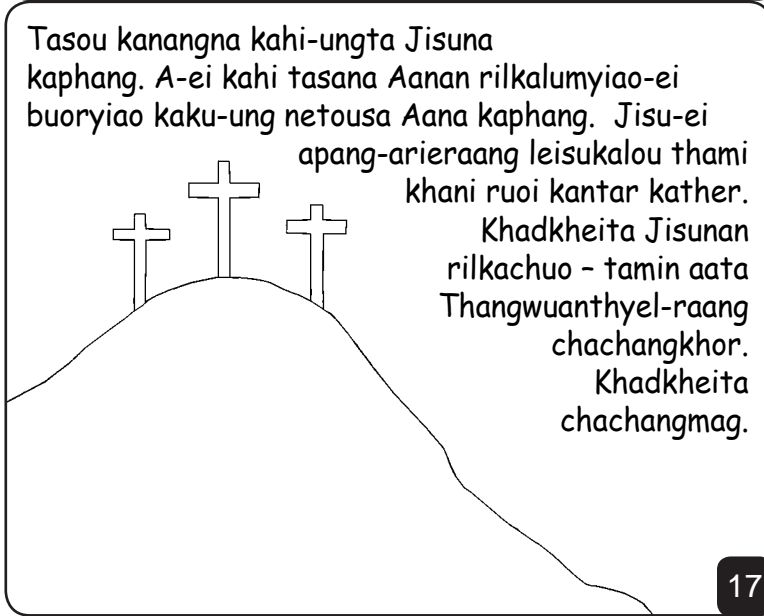 Tasou kanangna kahi-ungta Jisuna
kaphang. A-ei kahi tasana Aanan rilkalumyiao-ei
buoryiao kaku-ung netousa Aana kaphang. Jisu-ei
apang-arieraang leisukalou thami
khani ruoi kantar kather.
Khadkheita Jisunan
rilkachuo – tamin aata
Thangwuanthyel-raang
chachangkhor.
Khadkheita
chachangmag.
17